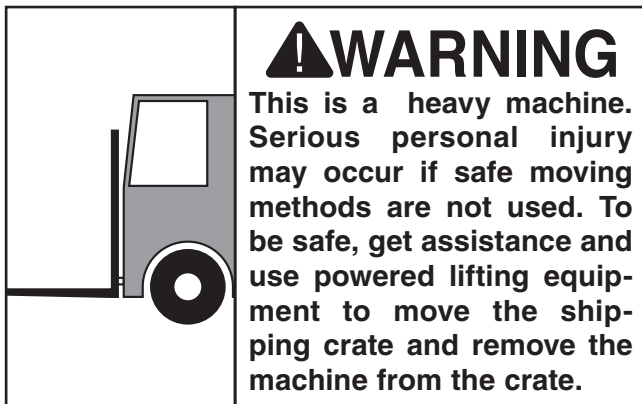 WARNING
This is a heavy machine.
Serious personal injury
may occur if safe moving
methods are not used. To
be safe, get assistance and
use powered lifting equip-
ment to move the ship-
ping crate and remove the
machine from the crate.